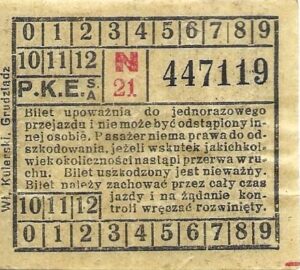 0 1 2 3 4 5 6 7 8 9
10 11 12 N 447119
P.K.E. S.A. 21
Bilet upoważnia do jednorazowego
przejazdu i nie może być odstąpiony in-
nej osobie. Pasażer niema prawa do od-
szkodowania, jeżeli wskutek jakichkol-
wiek okoliczności nastąpi przerwa w ru-
chu. Bilet uszkodzony jest nieważny.
Bilet należy zachować przez cały czas
jazdy i na żądanie kon-
troli wręczać rozwinięty.
10 11 12
0 1 2 3 4 5 6 7 8 9
Wł. Kulerski, Grudziądz